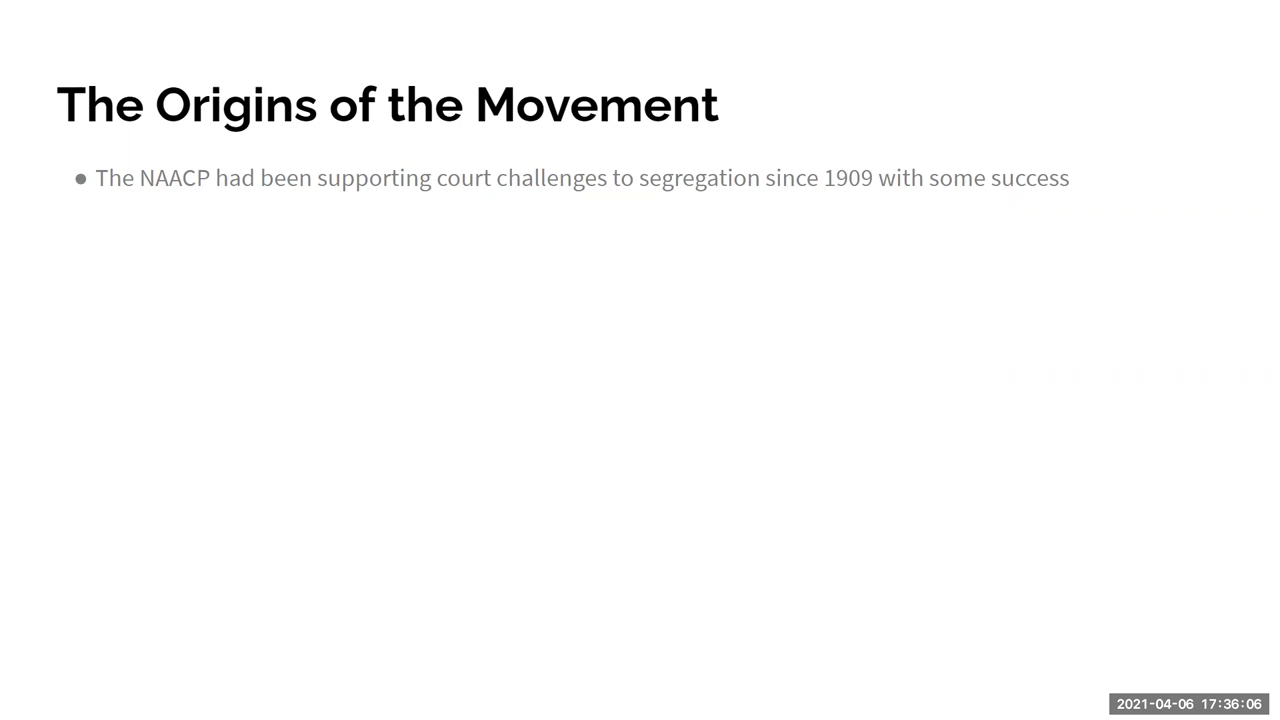 The Origins of the Movement
● The NAACP had been supporting court challenges to segregation since 1909 with some success
2021-04-06 17:36:06